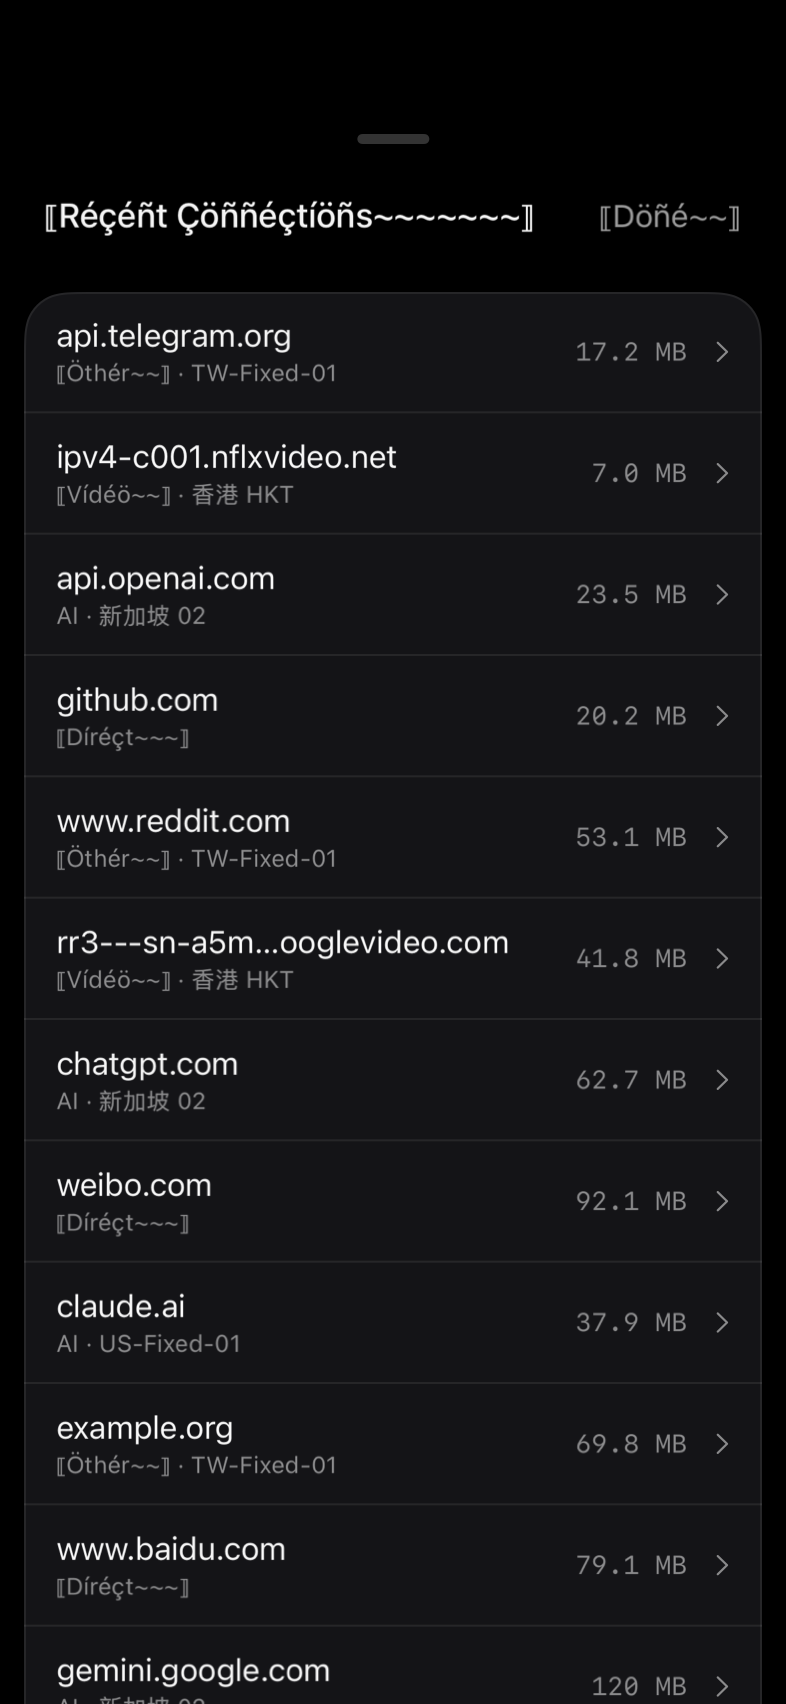 ⟦Réçéñt Çöññéçtíöñs~~~~~~~⟧
⟦Döñé~~⟧
api.telegram.org
17.2 MB
⟦Öthér~~⟧ · TW-Fixed-01
ipv4-c001.nflxvideo.net
7.0 MB
⟦Vídéö~~⟧ · 香港 HKT
api.openai.com
23.5 MB
AI · 新加坡 02
github.com
20.2 MB
⟦Díréçt~~~⟧
www.reddit.com
53.1 MB
⟦Öthér~~⟧ · TW-Fixed-01
rr3---sn-a5m...ooglevideo.com
41.8 MB
⟦Vídéö~~⟧ · 香港 HKT
chatgpt.com
62.7 MB
AI · 新加坡 02
weibo.com
92.1 MB
⟦Díréçt~~~⟧
claude.ai
37.9 MB
AI · US-Fixed-01
example.org
69.8 MB
⟦Öthér~~⟧ · TW-Fixed-01
www.baidu.com
79.1 MB
⟦Díréçt~~~⟧
gemini.google.com
120 MB